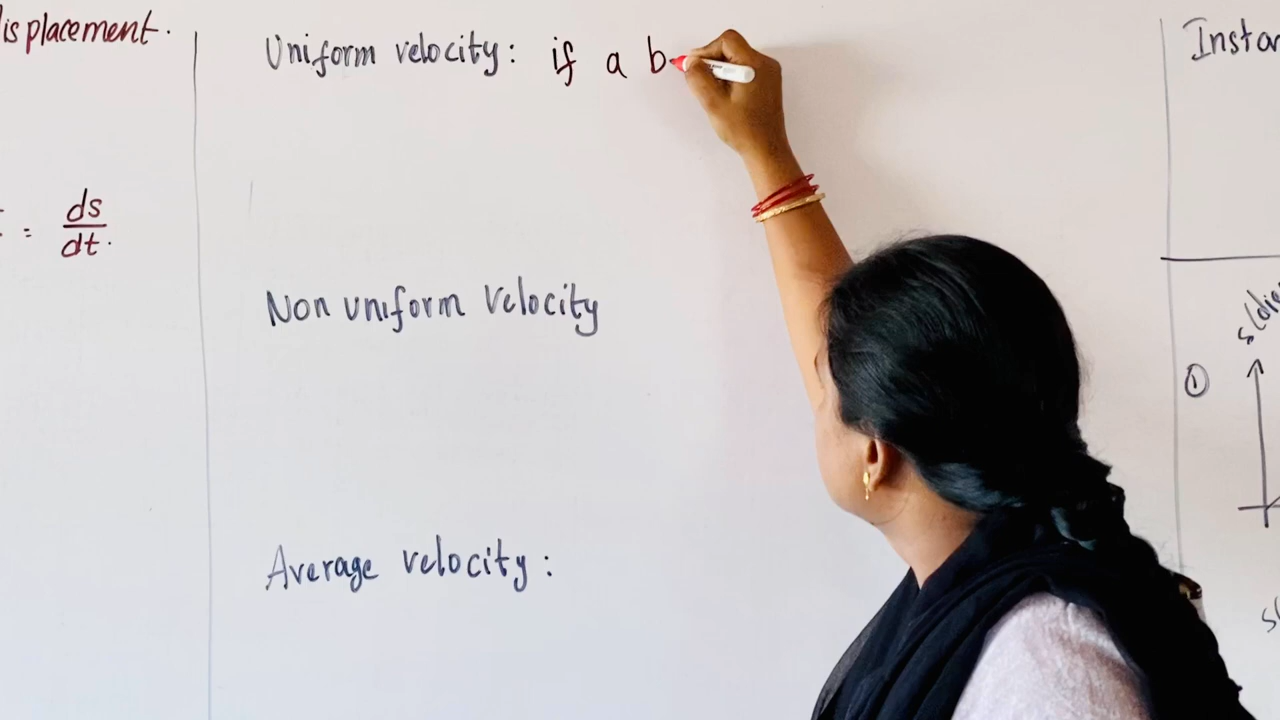 isplacement.
= ds
dt.
Uniform velocity: if a b
Non uniform Velocity
Average velocity:
Instan
①